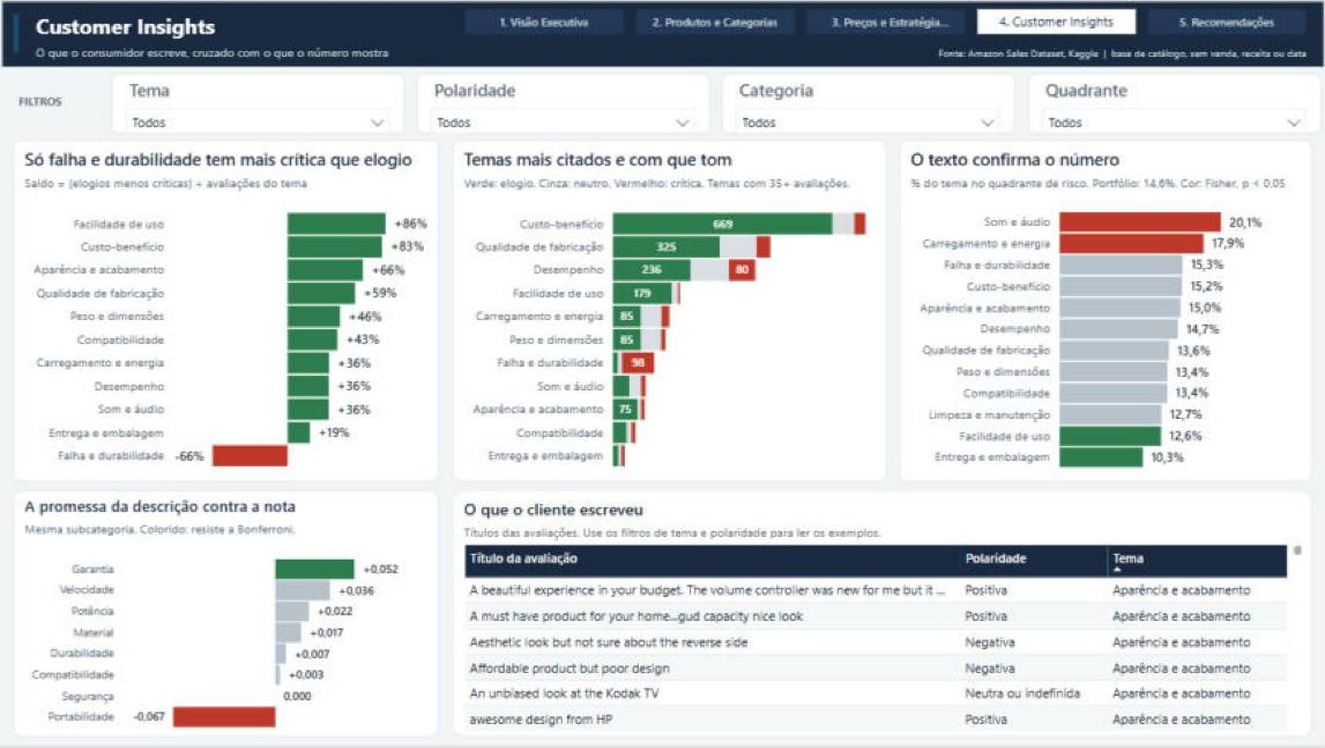 Customer Insights
O que o consumidor escreve, cruzado com o que o número mostra
1. Visão Executiva
2. Produtos e Categorias
3. Preços e Estratégia...
4. Customer Insights
5. Recomendações
Fonte: Amazon Sales Dataset, Kaggle | base de catálogo, sem venda, receita ou data
FILTROS
Tema
Todos
Polaridade
Todos
Categoria
Todos
Quadrante
Todos
Só falha e durabilidade tem mais crítica que elogio
Saldo = (elogios menos críticas) ÷ avaliações do tema
Facilidade de uso +86%
Custo-benefício +83%
Aparência e acabamento +66%
Qualidade de fabricação +59%
Peso e dimensões +46%
Compatibilidade +43%
Carregamento e energia +36%
Desempenho +36%
Som e áudio +36%
Entrega e embalagem +19%
Falha e durabilidade -66%
Temas mais citados e com que tom
Verde: elogio. Cinza: neutro. Vermelho: crítica. Temas com 35+ avaliações.
Custo-benefício 669
Qualidade de fabricação 325
Desempenho 236 80
Facilidade de uso 179
Carregamento e energia 85
Peso e dimensões 85
Falha e durabilidade 98
Som e áudio
Aparência e acabamento 75
Compatibilidade
Entrega e embalagem
O texto confirma o número
% do tema no quadrante de risco. Portfólio: 14,6%. Cor: Fisher, p < 0,05
Som e áudio 20,1%
Carregamento e energia 17,9%
Falha e durabilidade 15,3%
Custo-benefício 15,2%
Aparência e acabamento 15,0%
Desempenho 14,7%
Qualidade de fabricação 13,6%
Peso e dimensões 13,4%
Compatibilidade 13,4%
Limpeza e manutenção 12,7%
Facilidade de uso 12,6%
Entrega e embalagem 10,3%
A promessa da descrição contra a nota
Mesma subcategoria. Colorido: resiste a Bonferroni.
Garantia +0,052
Velocidade +0,036
Potência +0,022
Material +0,017
Durabilidade +0,007
Compatibilidade +0,003
Segurança 0,000
Portabilidade -0,067
O que o cliente escreveu
Títulos das avaliações. Use os filtros de tema e polaridade para ler os exemplos.
Título da avaliação Polaridade Tema
A beautiful experience in your budget. The volume controller was new for me but it ... Positiva Aparência e acabamento
A must have product for your home...gud capacity nice look Positiva Aparência e acabamento
Aesthetic look but not sure about the reverse side Negativa Aparência e acabamento
Affordable product but poor design Negativa Aparência e acabamento
An unbiased look at the Kodak TV Neutra ou indefinida Aparência e acabamento
awesome design from HP Positiva Aparência e acabamento